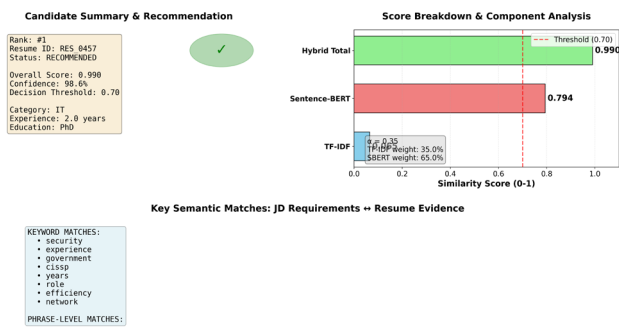 Candidate Summary & Recommendation
Rank: #1
Resume ID: RES_0457
Status: RECOMMENDED
Overall Score: 0.990
Confidence: 98.6%
Decision Threshold: 0.70
Category: IT
Experience: 2.0 years
Education: PhD
✓
Score Breakdown & Component Analysis
Threshold (0.70)
Hybrid Total
0.990
Sentence-BERT
0.794
TF-IDF
0.065
α = 0.35
TF-IDF weight: 35.0%
SBERT weight: 65.0%
0.0 0.2 0.4 0.6 0.8 1.0
Similarity Score (0-1)
Key Semantic Matches: JD Requirements ↔ Resume Evidence
KEYWORD MATCHES:
• security
• experience
• government
• cissp
• years
• role
• efficiency
• network
PHRASE-LEVEL MATCHES: